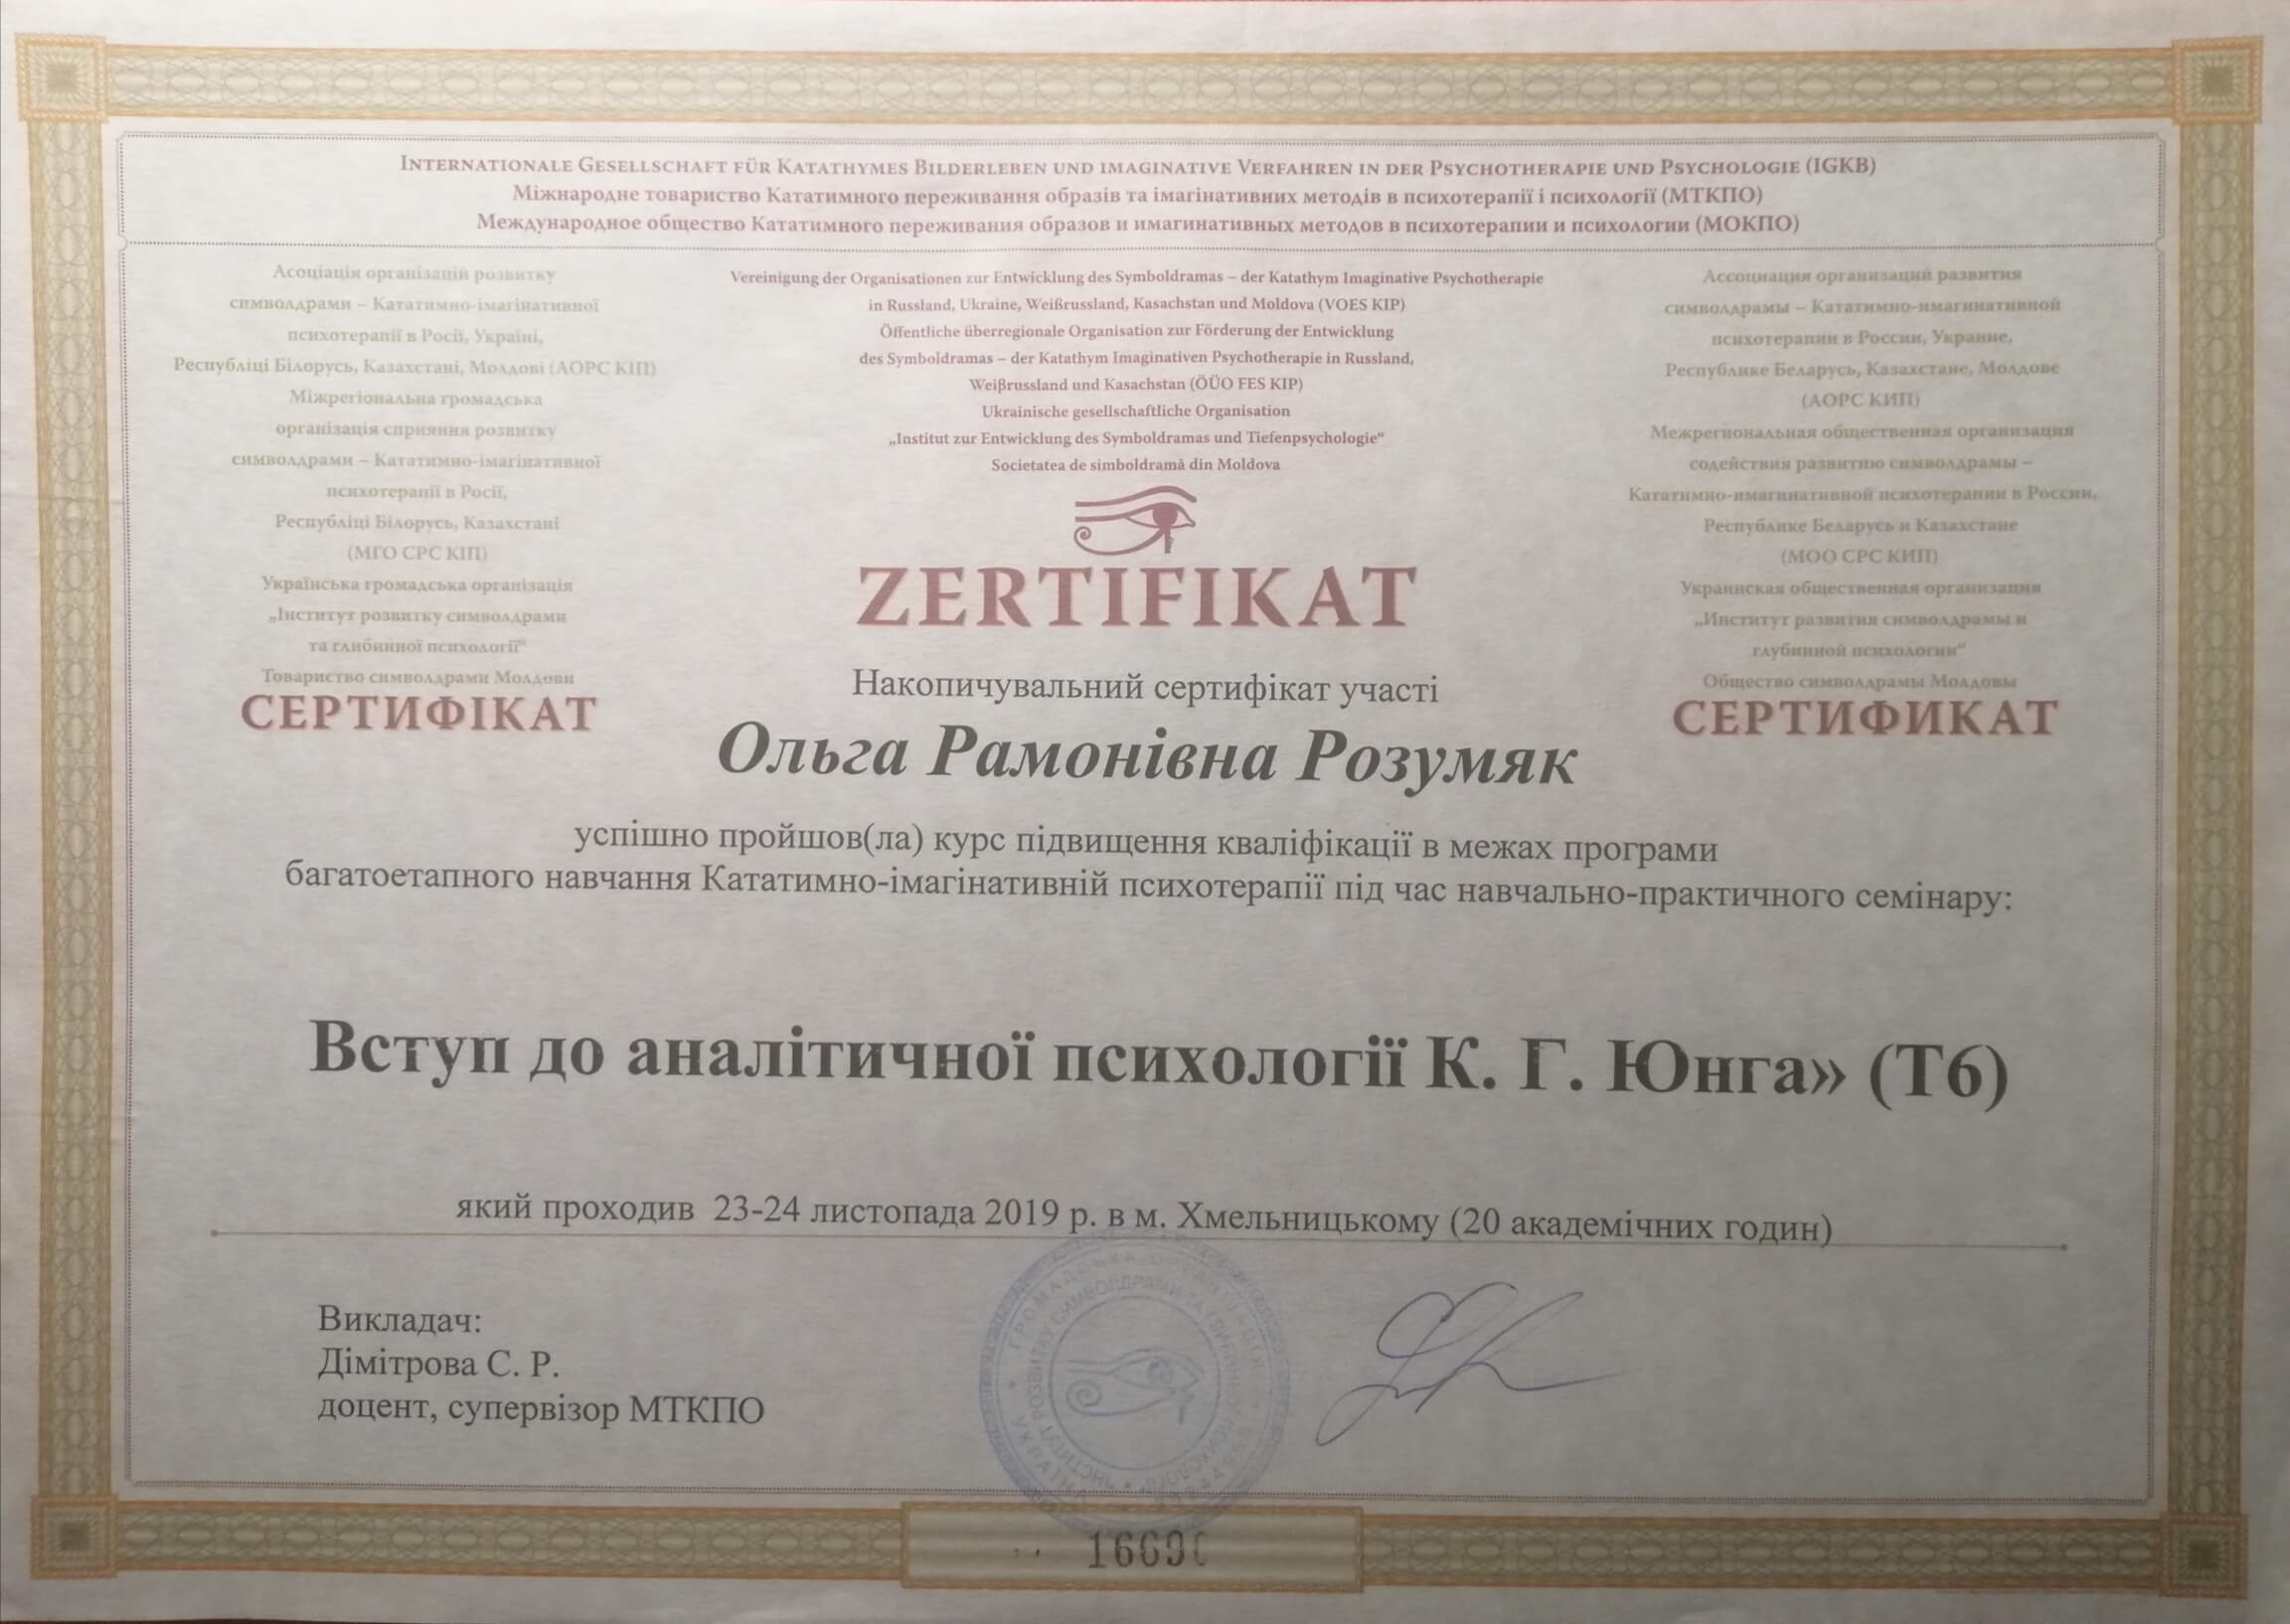 Internationale Gesellschaft für Katathymes Bilderleben und imaginative Verfahren in der Psychotherapie und Psychologie (IGKB)
Міжнародне товариство Кататимного переживання образів та імагінативних методів в психотерапії і психології (МТКПО)
Международное общество Кататимного переживания образов и имагинативных методов в психотерапии и психологии (МОКПО)
Асоціація організацій розвитку
символдрами – Кататимно-імагінативної
психотерапії в Росії, Україні,
Республіці Білорусь, Казахстані, Молдові (АОРС КІП)
Міжрегіональна громадська
організація сприяння розвитку
символдрами – Кататимно-імагінативної
психотерапії в Росії,
Республіці Білорусь, Казахстані
(МГО СРС КІП)
Українська громадська організація
„Інститут розвитку символдрами
та глибинної психології“
Товариство символдрами Молдови
СЕРТИФІКАТ
Vereinigung der Organisationen zur Entwicklung des Symboldramas – der Katathym Imaginative Psychotherapie
in Russland, Ukraine, Weißrussland, Kasachstan und Moldova (VOES KIP)
Öffentliche überregionale Organisation zur Förderung der Entwicklung
des Symboldramas – der Katathym Imaginativen Psychotherapie in Russland,
Weiβrussland und Kasachstan (ÖÜO FES KIP)
Ukrainische gesellschaftliche Organisation
„Institut zur Entwicklung des Symboldramas und Tiefenpsychologie“
Societatea de simboldramă din Moldova
ZERTIFIKAT
Ассоциация организаций развития
символдрамы – Кататимно-имагинативной
психотерапии в России, Украине,
Республике Беларусь, Казахстане, Молдове
(АОРС КИП)
Межрегиональная общественная организация
содействия развитию символдрамы –
Кататимно-имагинативной психотерапии в России,
Республике Беларусь и Казахстане
(МОО СРС КИП)
Украинская общественная организация
„Институт развития символдрамы и
глубинной психологии“
Общество символдрамы Молдовы
СЕРТИФИКАТ
Накопичувальний сертифікат участі
Ольга Рамонівна Розумяк
успішно пройшов(ла) курс підвищення кваліфікації в межах програми
багатоетапного навчання Кататимно-імагінативній психотерапії під час навчально-практичного семінару:
Вступ до аналітичної психології К. Г. Юнга» (Т6)
який проходив 23-24 листопада 2019 р. в м. Хмельницькому (20 академічних годин)
Викладач:
Дімітрова С. Р.
доцент, супервізор МТКПО
ГРОМАДСЬКА ОРГАНІЗАЦІЯ
УКРАЇНА
ІНСТИТУТ РОЗВИТКУ СИМВОЛДРАМИ ТА ГЛИБИННОЇ ПСИХОЛОГІЇ